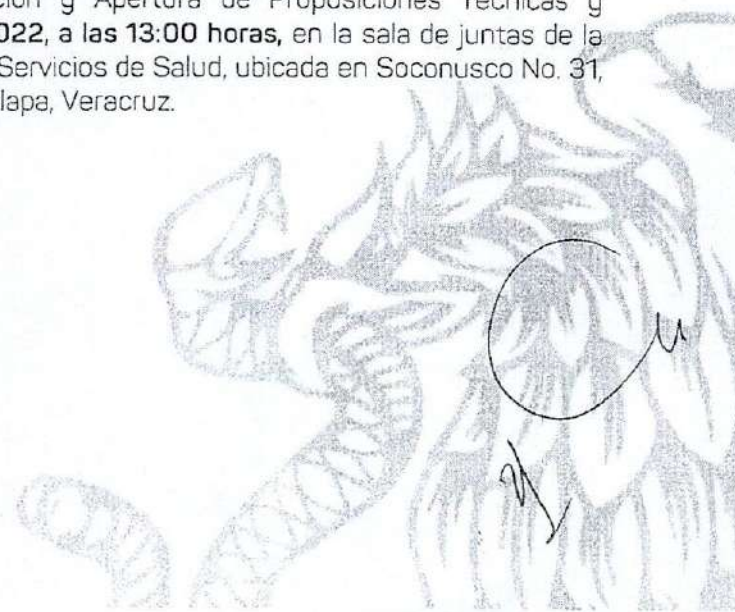 y Apertura de Proposiciones Técnicas y
022, a las 13:00 horas, en la sala de juntas de la
Servicios de Salud, ubicada en Soconusco No. 31,
lapa, Veracruz.